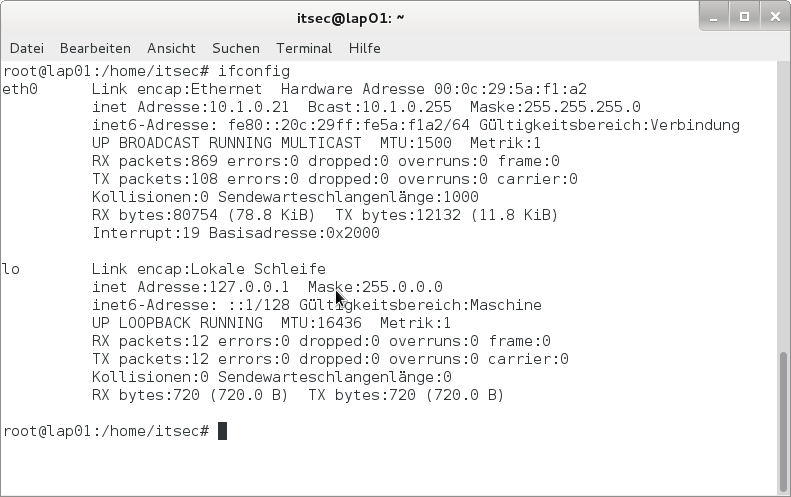 itsec@lap01: ~
Datei Bearbeiten Ansicht Suchen Terminal Hilfe
root@lap01:/home/itsec# ifconfig
eth0      Link encap:Ethernet  Hardware Adresse 00:0c:29:5a:f1:a2
          inet Adresse:10.1.0.21  Bcast:10.1.0.255  Maske:255.255.255.0
          inet6-Adresse: fe80::20c:29ff:fe5a:f1a2/64 Gültigkeitsbereich:Verbindung
          UP BROADCAST RUNNING MULTICAST  MTU:1500  Metrik:1
          RX packets:869 errors:0 dropped:0 overruns:0 frame:0
          TX packets:108 errors:0 dropped:0 overruns:0 carrier:0
          Kollisionen:0 Sendewarteschlangenlänge:1000
          RX bytes:80754 (78.8 KiB)  TX bytes:12132 (11.8 KiB)
          Interrupt:19 Basisadresse:0x2000

lo        Link encap:Lokale Schleife
          inet Adresse:127.0.0.1  Maske:255.0.0.0
          inet6-Adresse: ::1/128 Gültigkeitsbereich:Maschine
          UP LOOPBACK RUNNING  MTU:16436  Metrik:1
          RX packets:12 errors:0 dropped:0 overruns:0 frame:0
          TX packets:12 errors:0 dropped:0 overruns:0 carrier:0
          Kollisionen:0 Sendewarteschlangenlänge:0
          RX bytes:720 (720.0 B)  TX bytes:720 (720.0 B)

root@lap01:/home/itsec#